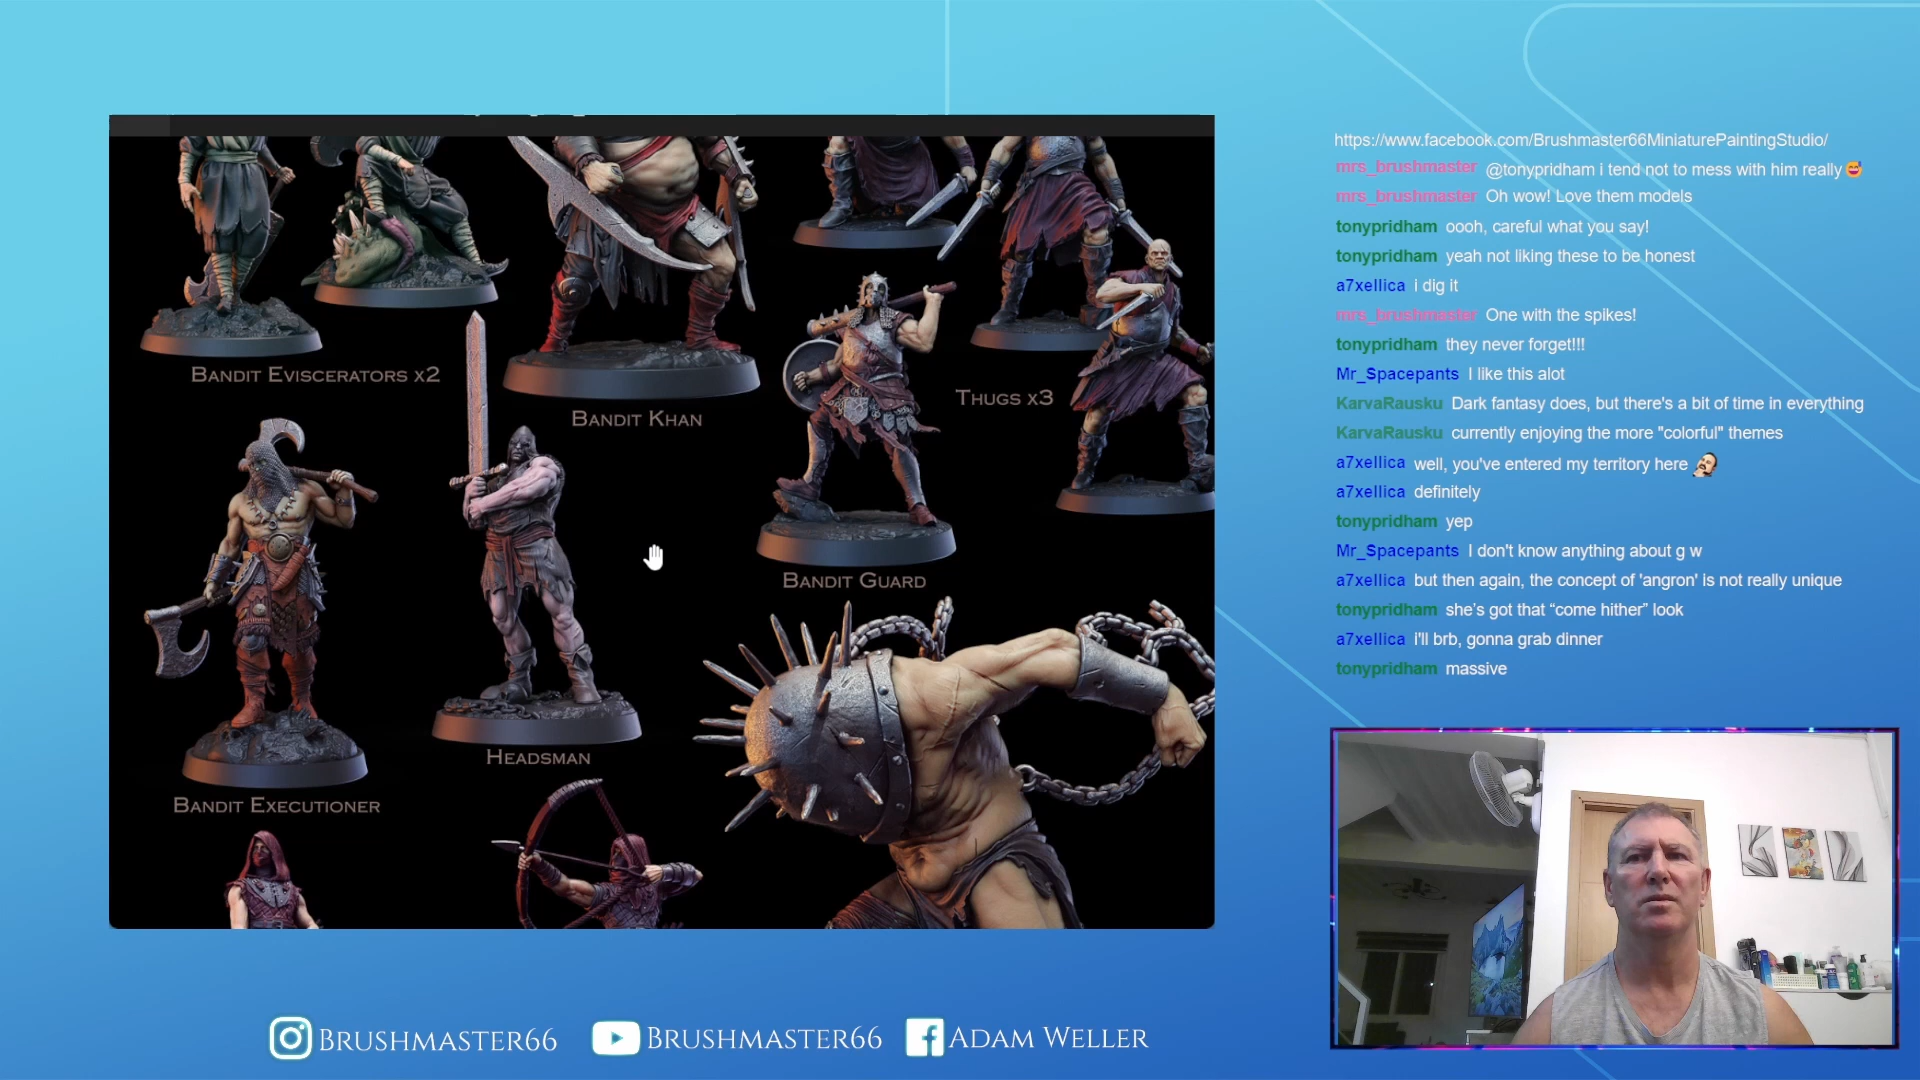 BANDIT EVISCERATORS X2
BANDIT KHAN
THUGS X3
BANDIT GUARD
HEADSMAN
BANDIT EXECUTIONER
https://www.facebook.com/Brushmaster66MiniaturePaintingStudio/
mrs_brushmaster @tonypridham i tend not to mess with him really
mrs_brushmaster Oh wow! Love them models
tonypridham oooh, careful what you say!
tonypridham yeah not liking these to be honest
a7xellica i dig it
mrs_brushmaster One with the spikes!
tonypridham they never forget!!!
Mr_Spacepants I like this alot
KarvaRausku Dark fantasy does, but there's a bit of time in everything
KarvaRausku currently enjoying the more "colorful" themes
a7xellica well, you've entered my territory here
a7xellica definitely
tonypridham yep
Mr_Spacepants I don't know anything about g w
a7xellica but then again, the concept of 'angron' is not really unique
tonypridham she's got that “come hither” look
a7xellica i'll brb, gonna grab dinner
tonypridham massive
BRUSHMASTER66
BRUSHMASTER66
ADAM WELLER